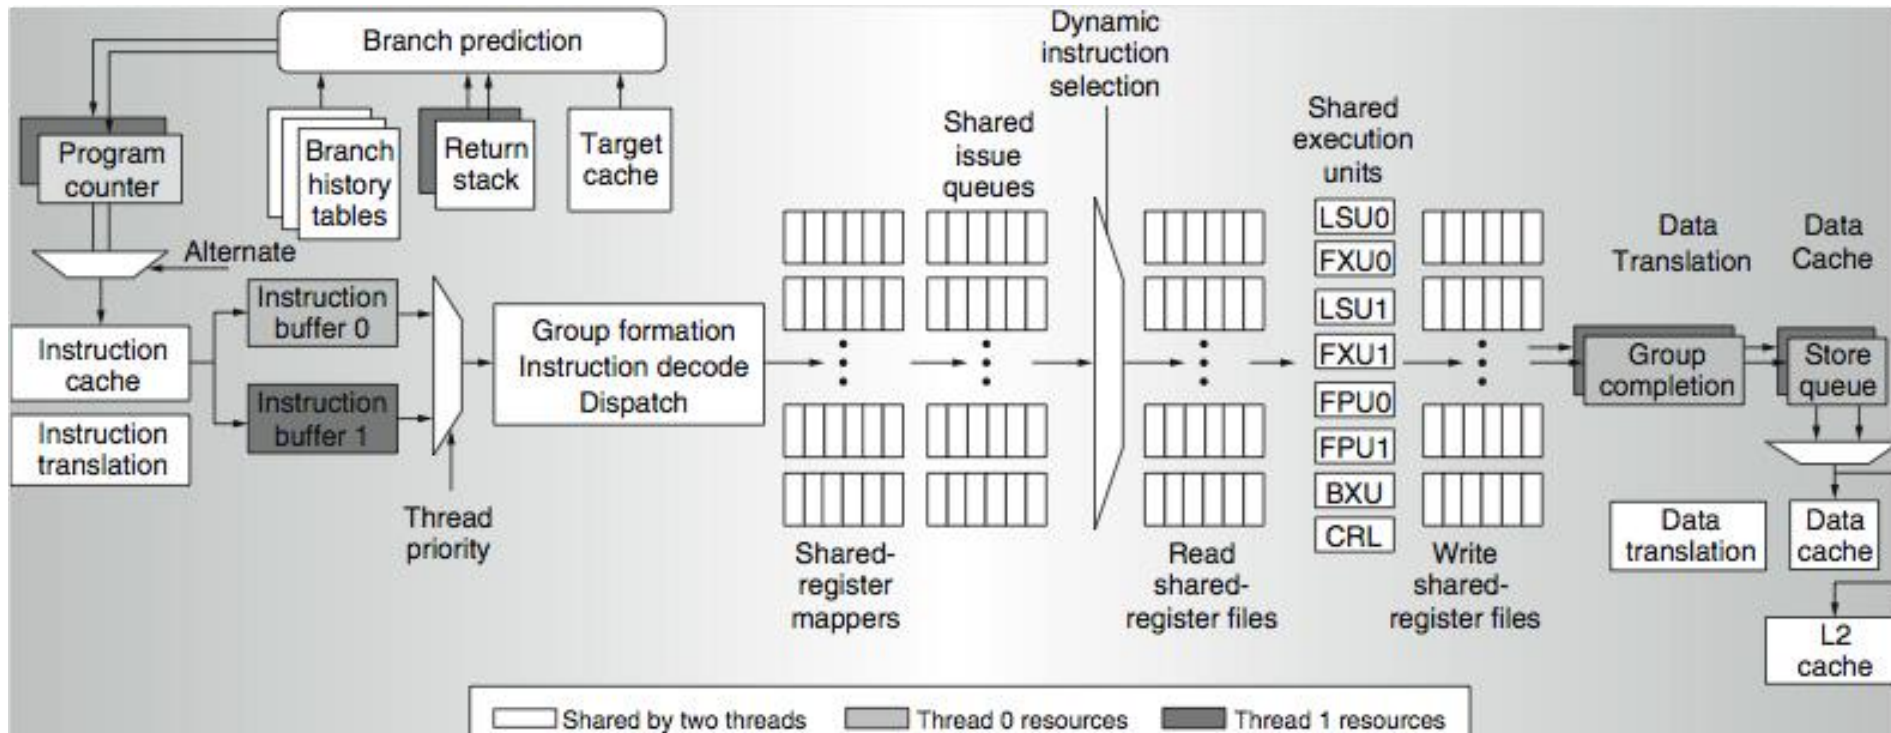 Branch prediction
Program
counter
Branch
history
tables
Return
stack
Target
cache
Alternate
Instruction
cache
Instruction
translation
Instruction
buffer 0
Instruction
buffer 1
Thread
priority
Group formation
Instruction decode
Dispatch
Shared-
register
mappers
Shared
issue
queues
Dynamic
instruction
selection
Read
shared-
register files
Shared
execution
units
LSU0
FXU0
LSU1
FXU1
FPU0
FPU1
BXU
CRL
Write
shared-
register files
Data
Translation
Data
Cache
Group
completion
Store
queue
Data
translation
Data
cache
L2
cache
Shared by two threads
Thread 0 resources
Thread 1 resources